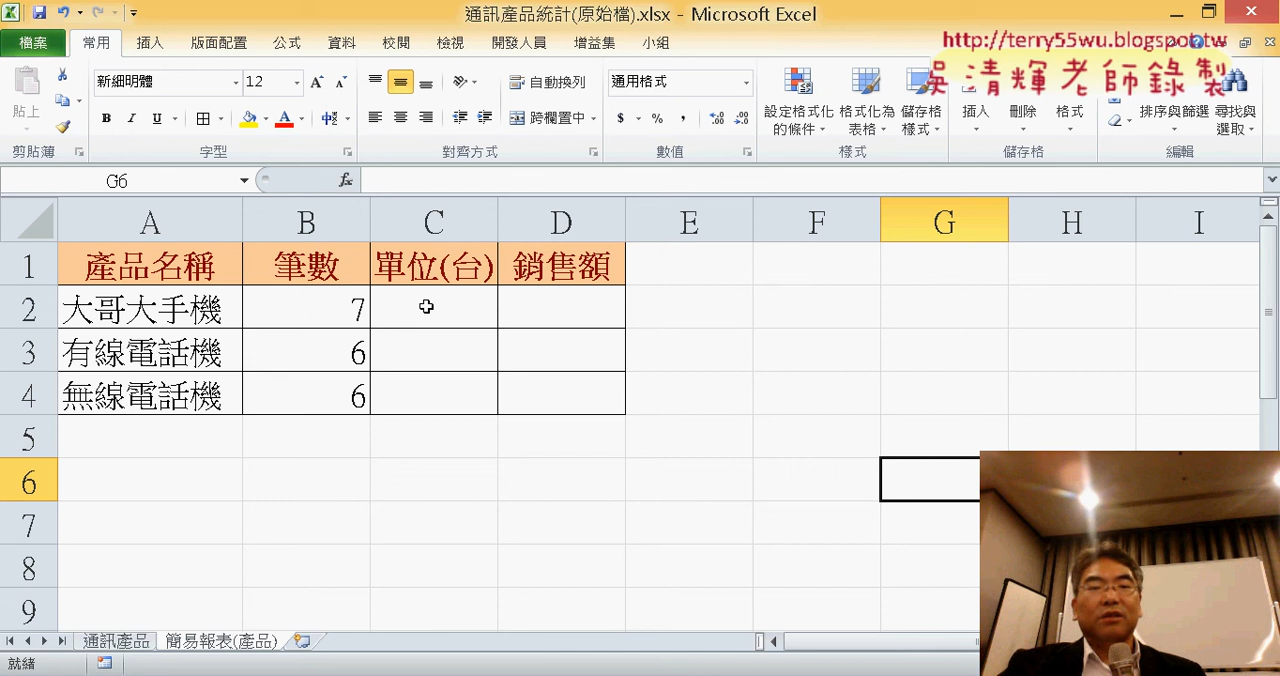 通訊產品統計(原始檔).xlsx - Microsoft Excel
檔案 常用 插入 版面配置 公式 資料 校閱 檢視 開發人員 增益集 小組
http://terry55wu.blogspot.tw
吳清輝老師錄製
貼上 新細明體 12 自動換列 通用格式 設定格式化的條件 格式化為表格 儲存格樣式 插入 刪除 格式 排序與篩選 尋找與選取
B I U 跨欄置中 $ % ,
剪貼簿 字型 對齊方式 數值 樣式 儲存格 編輯
G6 fx
A B C D E F G H I
1 產品名稱 筆數 單位(台) 銷售額
2 大哥大手機 7
3 有線電話機 6
4 無線電話機 6
5
6
7
8
9
通訊產品 簡易報表(產品)
就緒